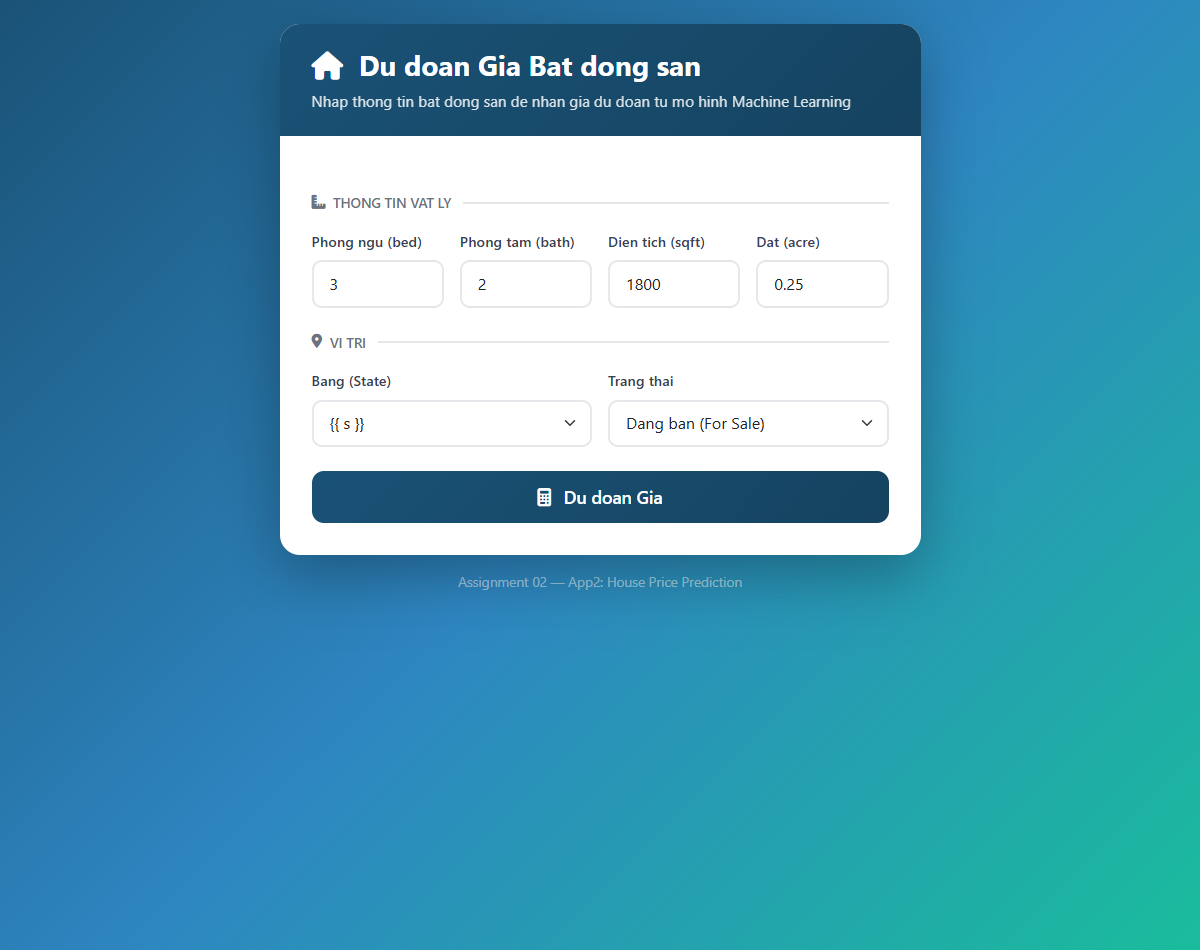 Du doan Gia Bat dong san
Nhap thong tin bat dong san de nhan gia du doan tu mo hinh Machine Learning
THONG TIN VAT LY
Phong ngu (bed) Phong tam (bath) Dien tich (sqft) Dat (acre)
3 2 1800 0.25
VI TRI
Bang (State) Trang thai
{{ s }} Dang ban (For Sale)
Du doan Gia
Assignment 02 — App2: House Price Prediction